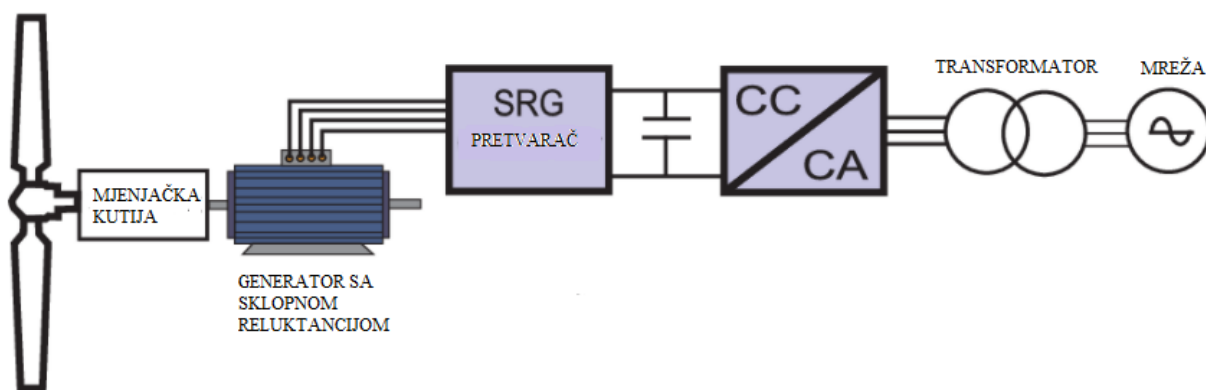 MJENJAČKA
KUTIJA
GENERATOR SA
SKLOPNOM
RELUKTANCIJOM
SRG
PRETVARAČ
CC
CA
TRANSFORMATOR
MREŽA